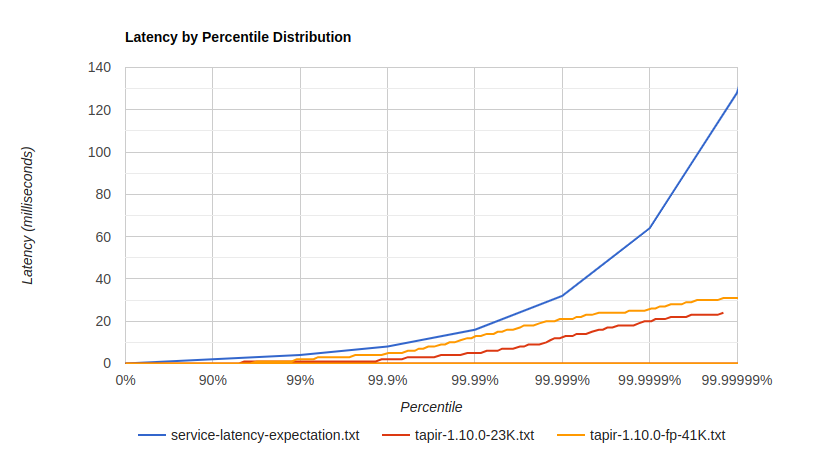 Latency by Percentile Distribution
140
120
100
80
60
40
20
0
Latency (milliseconds)
0% 90% 99% 99.9% 99.99% 99.999% 99.9999% 99.99999%
Percentile
service-latency-expectation.txt tapir-1.10.0-23K.txt tapir-1.10.0-fp-41K.txt